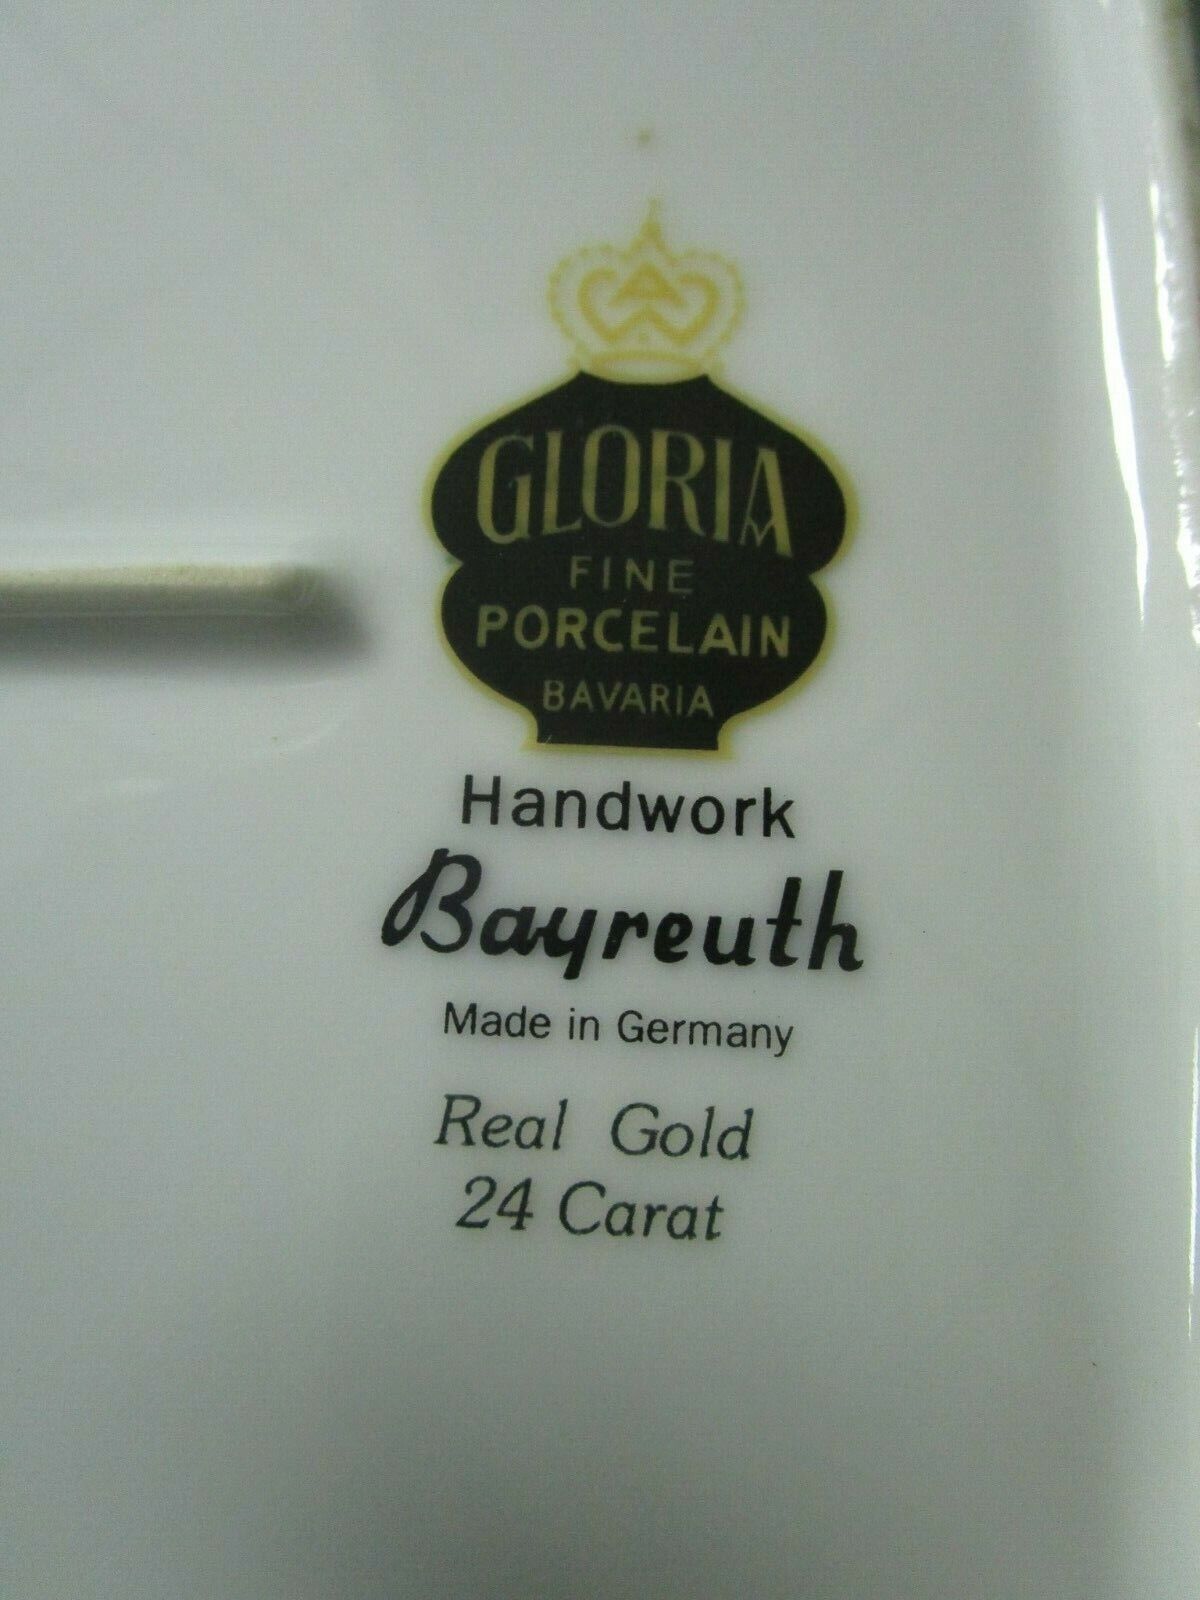 GLORIA
FINE
PORCELAIN
BAVARIA
Handwork
Bayreuth
Made in Germany
Real Gold
24 Carat